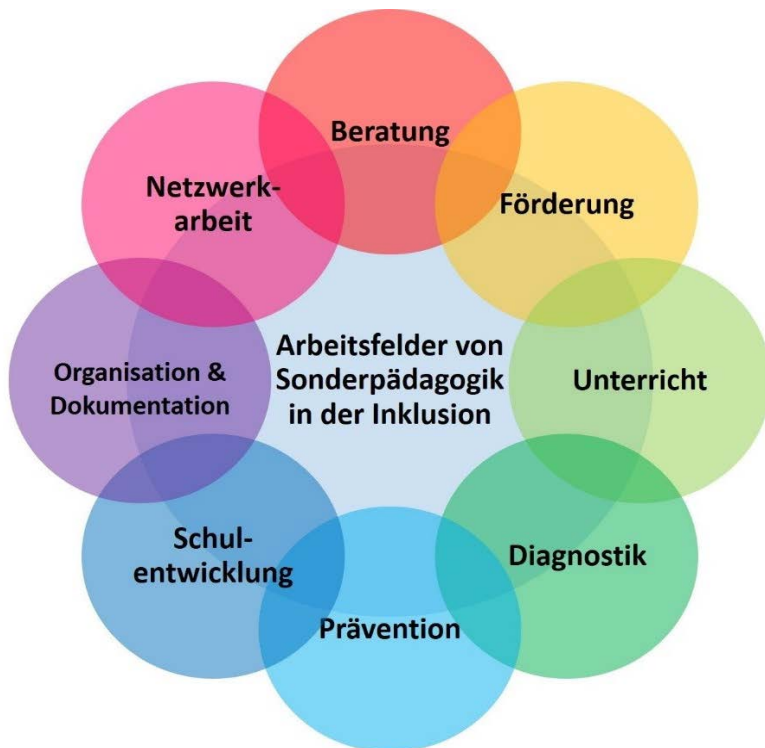 Beratung
Förderung
Unterricht
Diagnostik
Prävention
Schul-
entwicklung
Organisation &
Dokumentation
Netzwerk-
arbeit
Arbeitsfelder von
Sonderpädagogik
in der Inklusion